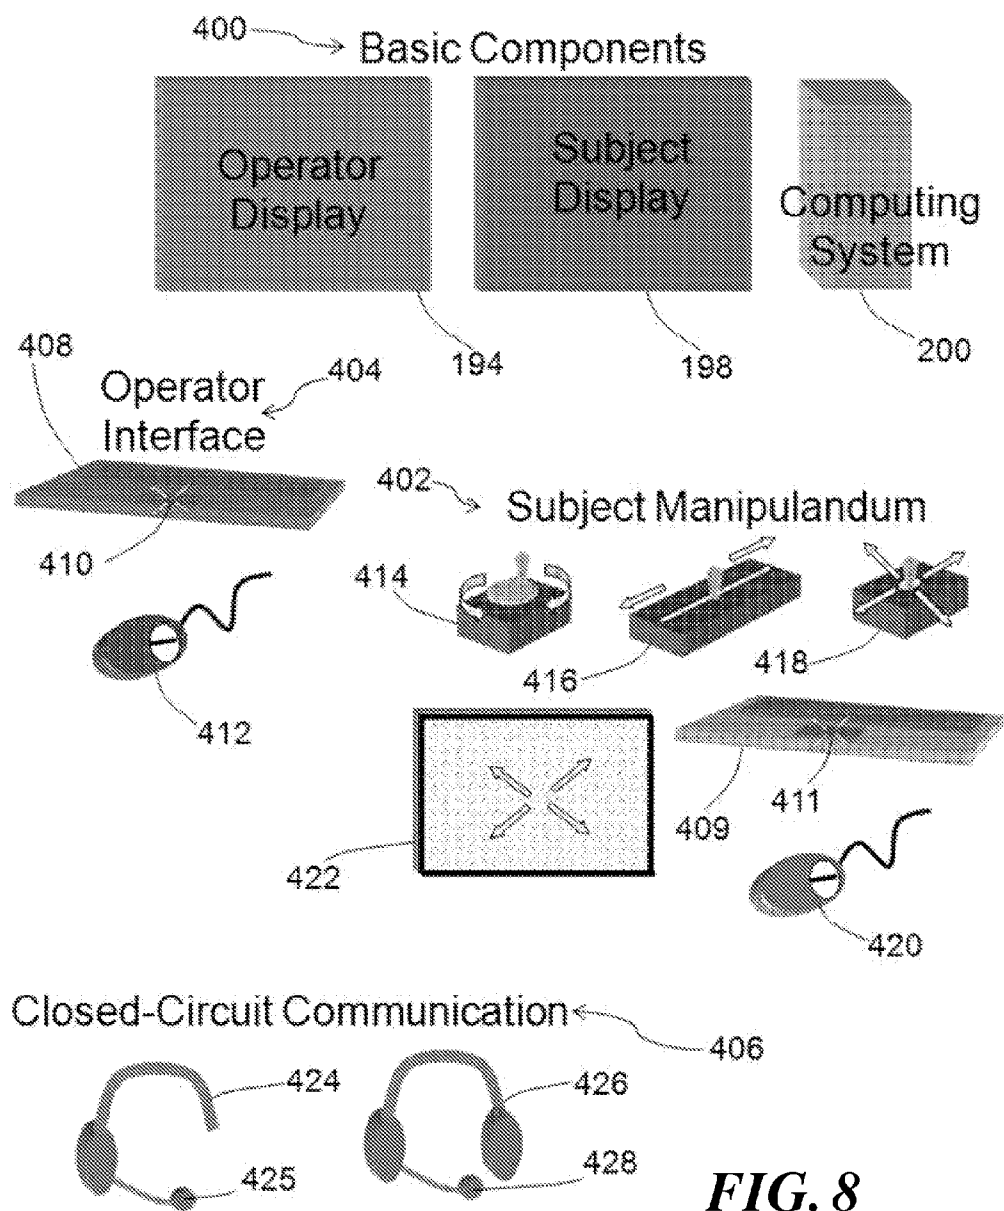 400
Basic Components
Operator
Display
Subject
Display
Computing
System
194
198
200
408
404
Operator
Interface
410
412
402
Subject Manipulandum
414
416
418
422
409
411
420
Closed-Circuit Communication
406
424
425
426
428
FIG. 8